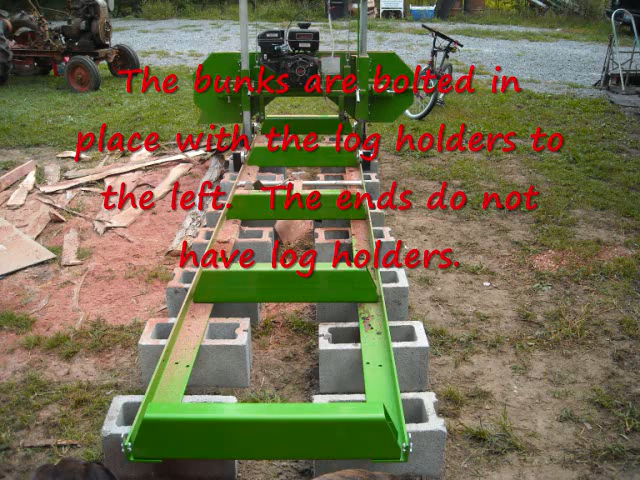 The bunks are bolted in
place with the log holders to
the left. The ends do not
have log holders.